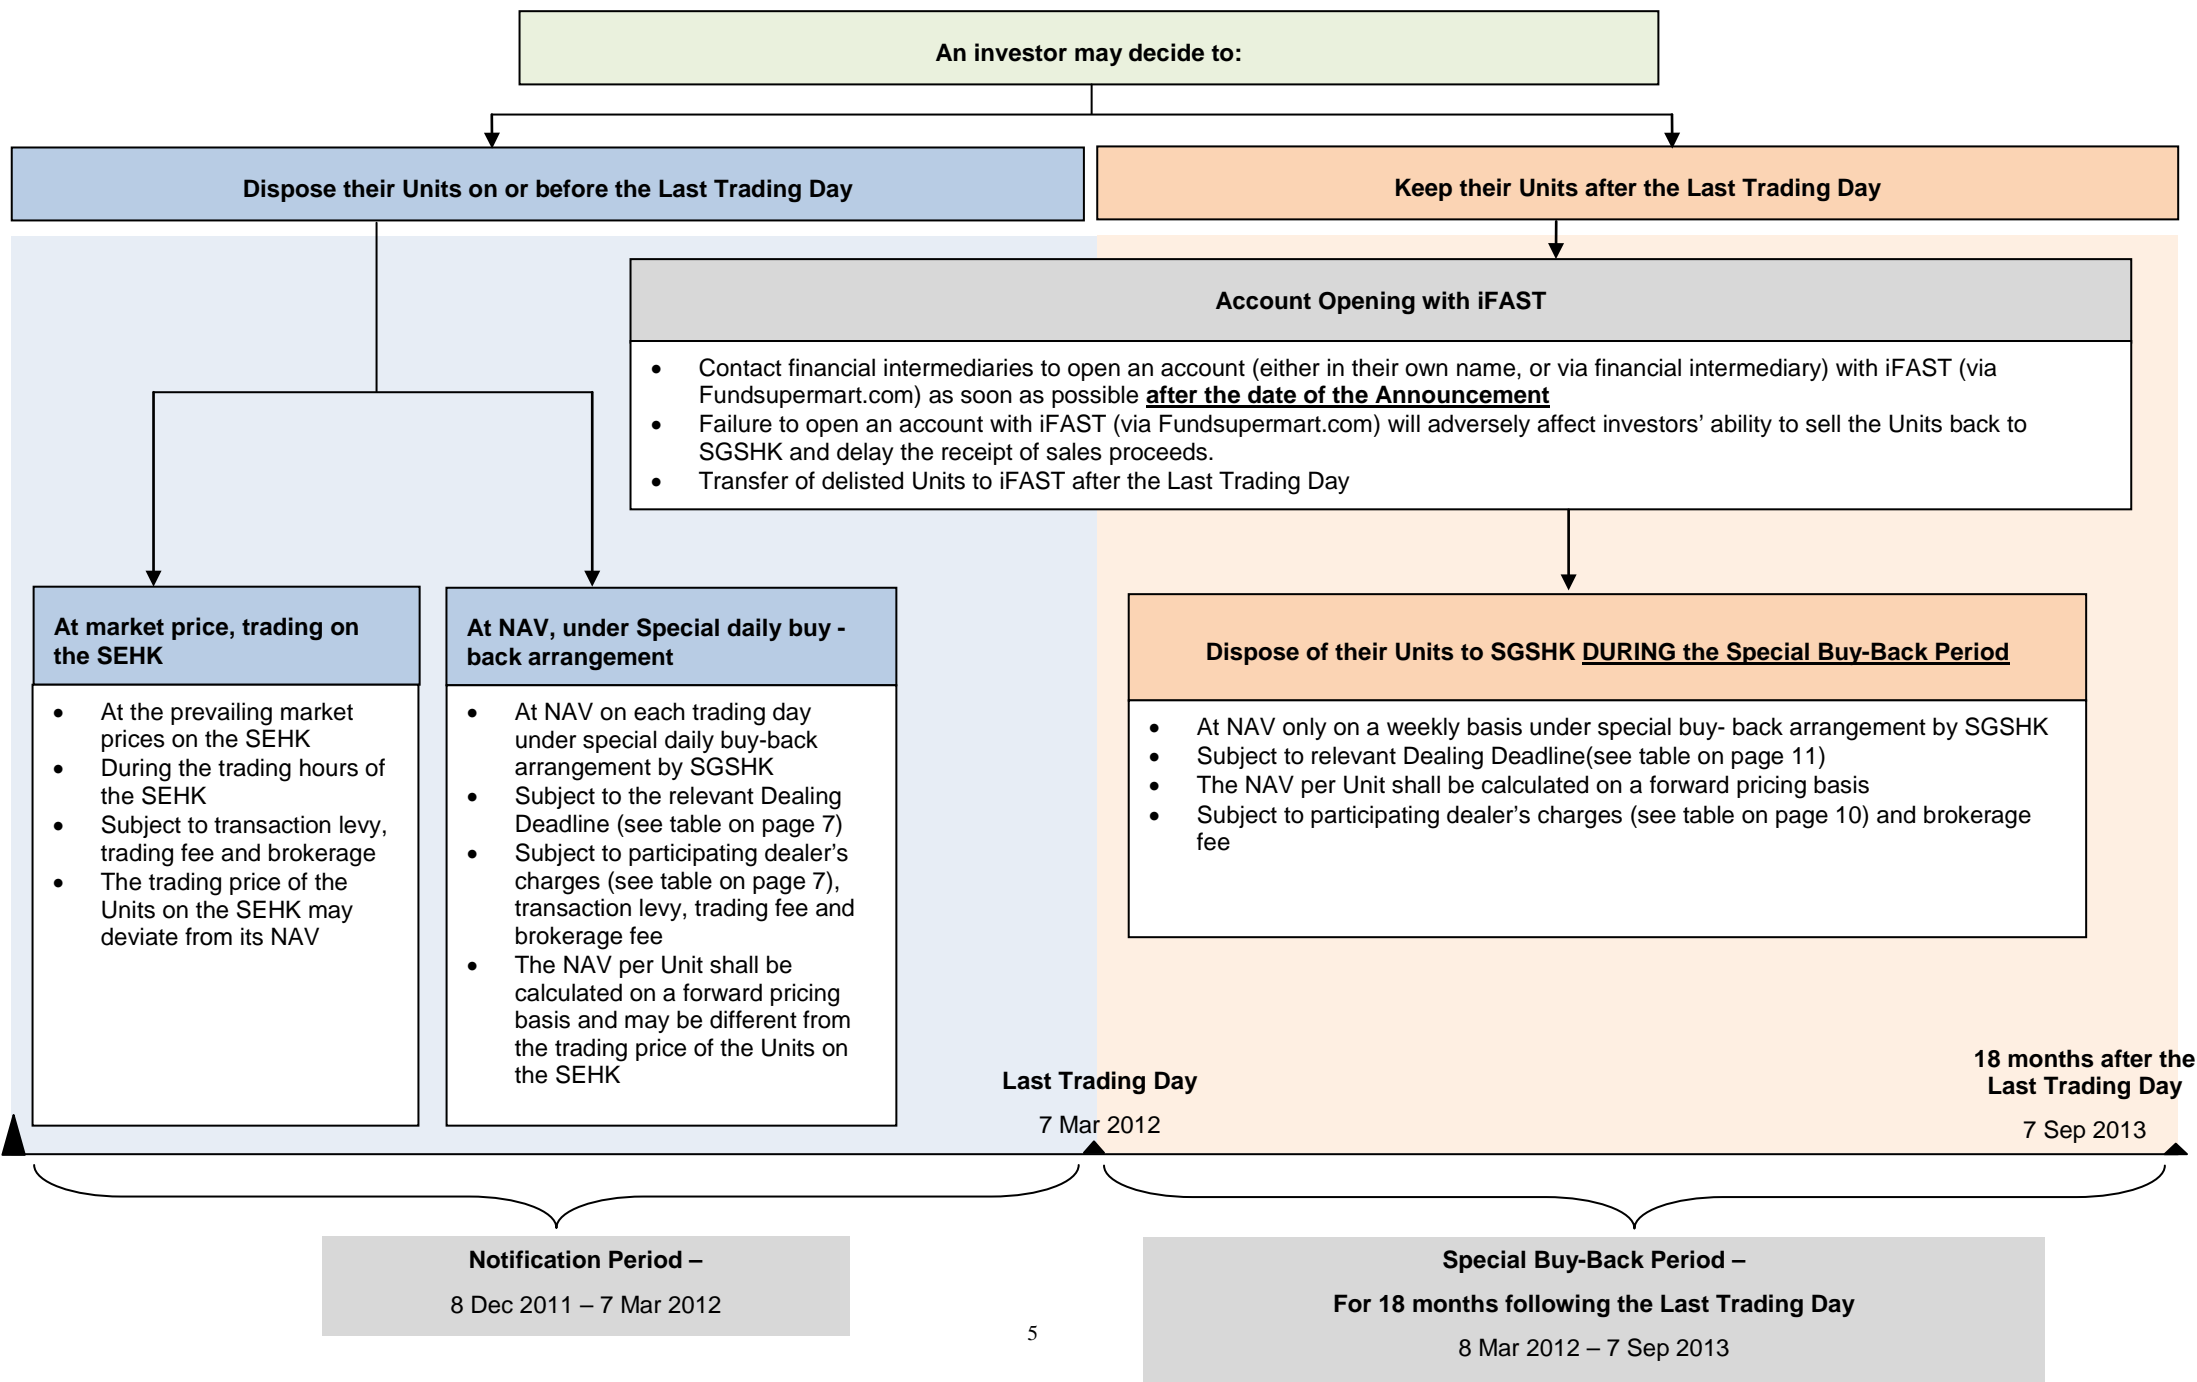 An investor may decide to:
Dispose their Units on or before the Last Trading Day
Keep their Units after the Last Trading Day
Account Opening with iFAST
• Contact financial intermediaries to open an account (either in their own name, or via financial intermediary) with iFAST (via
Fundsupermart.com) as soon as possible after the date of the Announcement
• Failure to open an account with iFAST (via Fundsupermart.com) will adversely affect investors’ ability to sell the Units back to
SGSHK and delay the receipt of sales proceeds.
• Transfer of delisted Units to iFAST after the Last Trading Day
At market price, trading on
the SEHK
• At the prevailing market
prices on the SEHK
• During the trading hours of
the SEHK
• Subject to transaction levy,
trading fee and brokerage
• The trading price of the
Units on the SEHK may
deviate from its NAV
At NAV, under Special daily buy -
back arrangement
• At NAV on each trading day
under special daily buy-back
arrangement by SGSHK
• Subject to the relevant Dealing
Deadline (see table on page 7)
• Subject to participating dealer’s
charges (see table on page 7),
transaction levy, trading fee and
brokerage fee
• The NAV per Unit shall be
calculated on a forward pricing
basis and may be different from
the trading price of the Units on
the SEHK
Dispose of their Units to SGSHK DURING the Special Buy-Back Period
• At NAV only on a weekly basis under special buy- back arrangement by SGSHK
• Subject to relevant Dealing Deadline(see table on page 11)
• The NAV per Unit shall be calculated on a forward pricing basis
• Subject to participating dealer’s charges (see table on page 10) and brokerage
fee
Last Trading Day
7 Mar 2012
18 months after the
Last Trading Day
7 Sep 2013
Notification Period –
8 Dec 2011 – 7 Mar 2012
Special Buy-Back Period –
For 18 months following the Last Trading Day
8 Mar 2012 – 7 Sep 2013
5